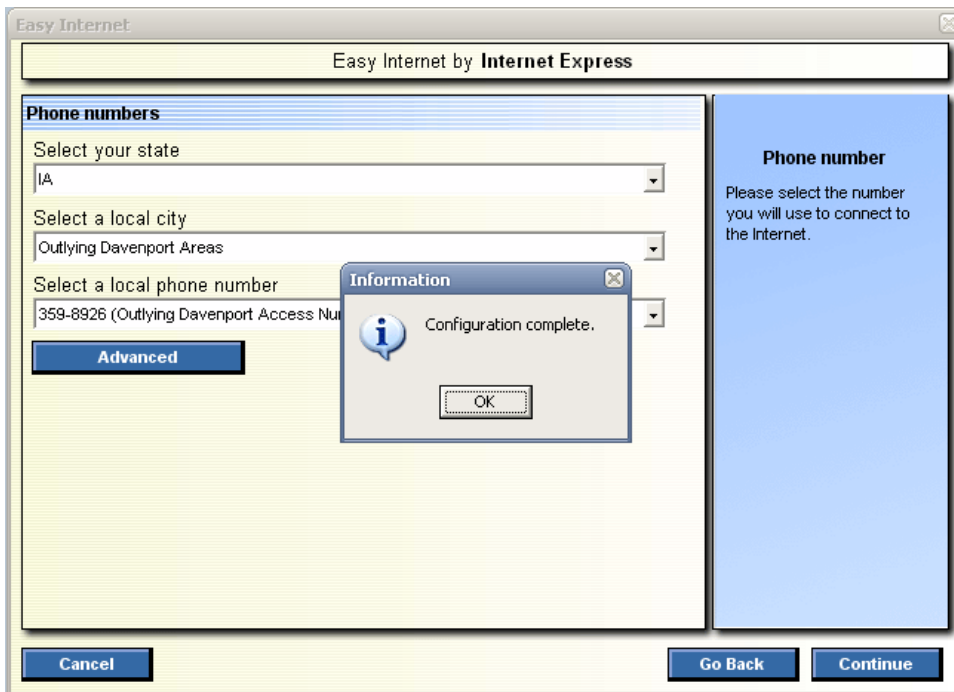 Easy Internet
Easy Internet by Internet Express
Phone numbers
Select your state
IA
Select a local city
Outlying Davenport Areas
Select a local phone number
359-8926 (Outlying Davenport Access
Advanced
Information
Configuration complete.
OK
Phone number
Please select the number
you will use to connect to
the Internet.
Cancel
Go Back
Continue